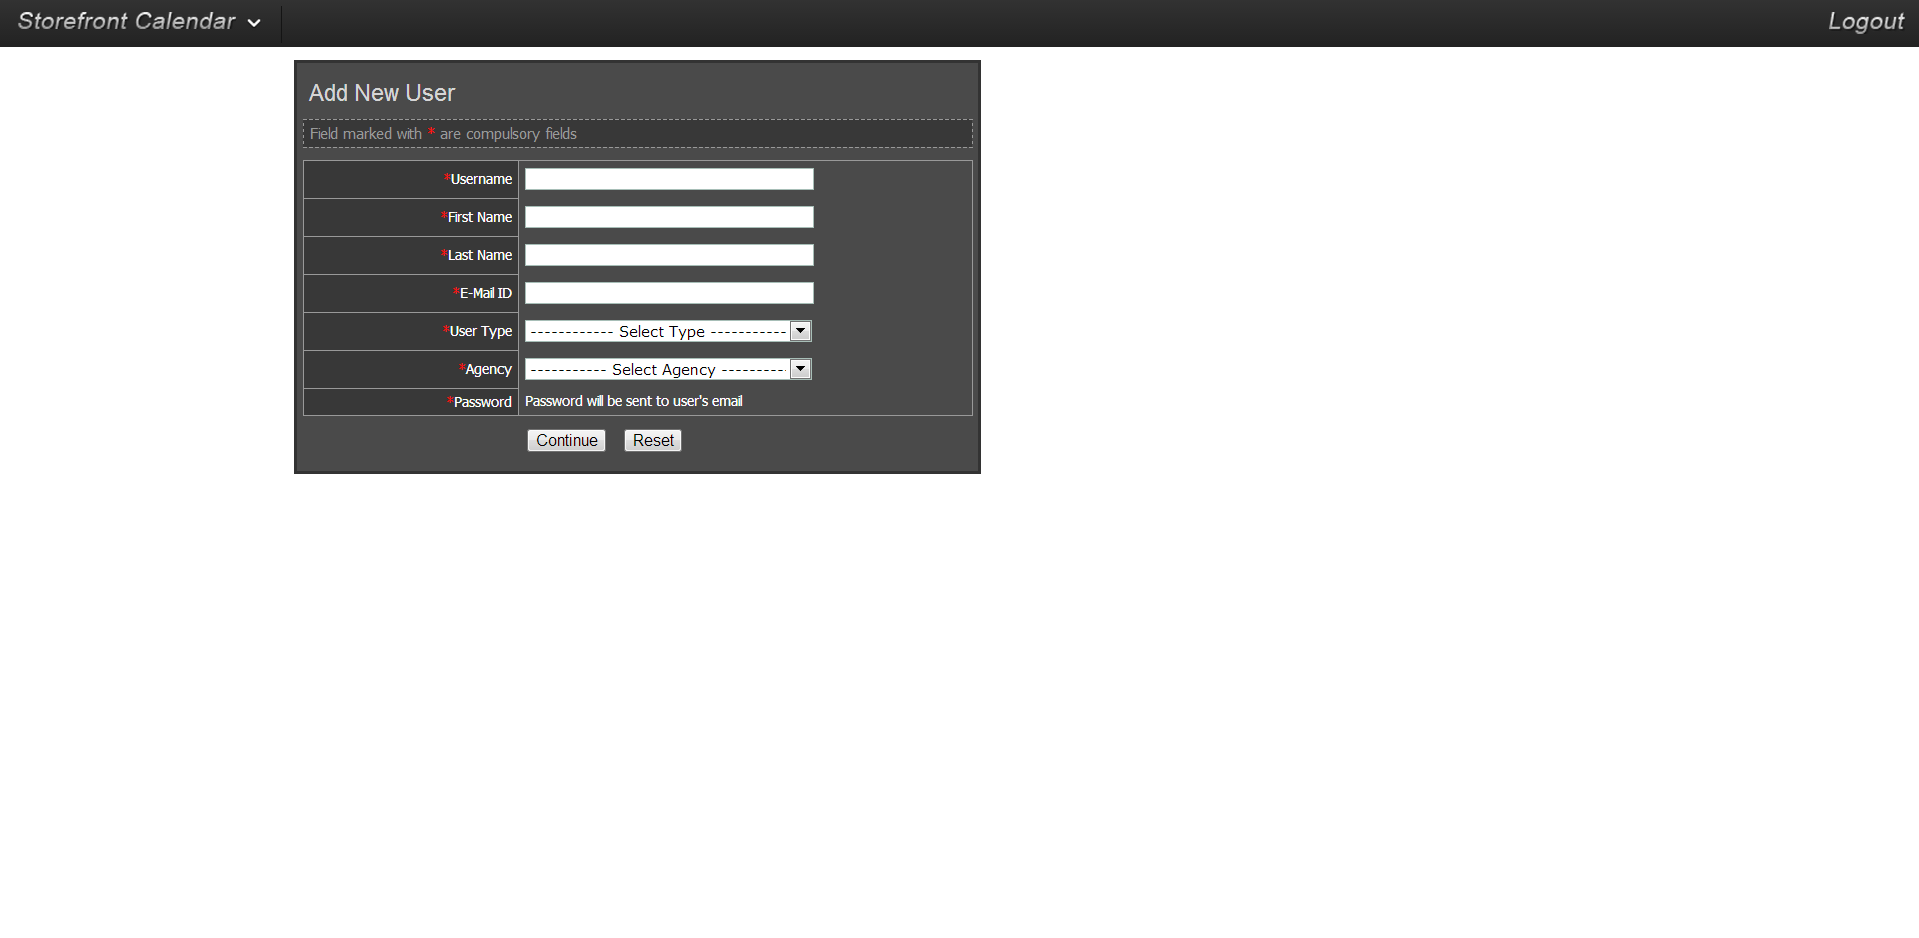 Storefront Calendar
Logout
Add New User
Field marked with * are compulsory fields
*Username
*First Name
*Last Name
*E-Mail ID
*User Type
------------ Select Type -----------
*Agency
----------- Select Agency ----------
*Password
Password will be sent to user's email
Continue
Reset